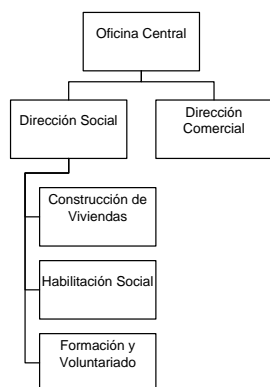 Oficina Central
Dirección Social
Dirección
Comercial
Construcción de
Viviendas
Habilitación Social
Formación y
Voluntariado